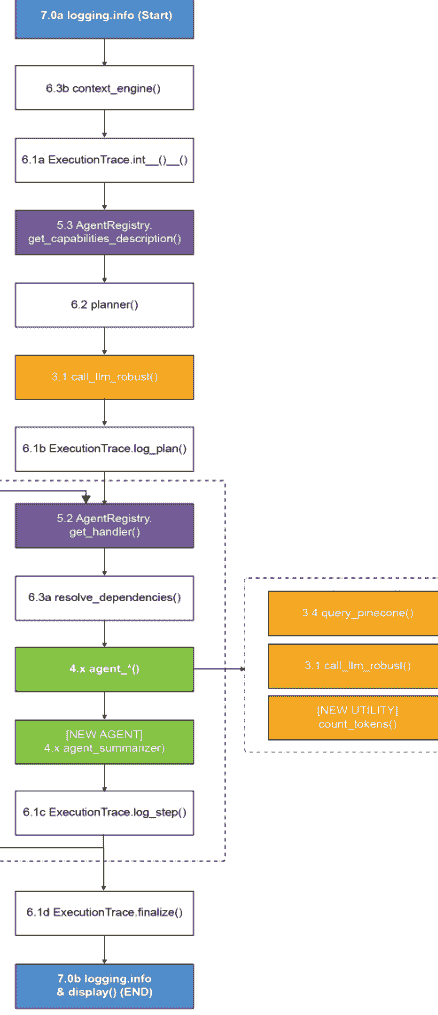 7.0a logging.info (Start)
6.3b context_engine()
6.1a ExecutionTrace.int__()__()
5.3 AgentRegistry.
get_capabilities_description()
6.2 planner()
3.1 call_llm_robust()
6.1b ExecutionTrace.log_plan()
5.2 AgentRegistry.
get_handler()
6.3a resolve_dependencies()
4.x agent_*()
[NEW AGENT]
4.x agent_summarizer)
6.1c ExecutionTrace.log_step()
3.4 query_pinecone()
3.1 call_llm_robust()
[NEW UTILITY]
count_tokens()
6.1d ExecutionTrace.finalize()
7.0b logging.info
& display() (END)